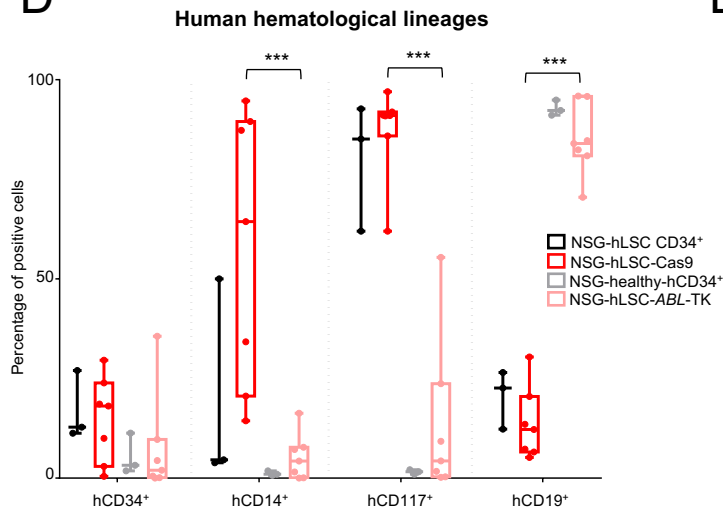 D
Human hematological lineages
*** *** ***
Percentage of positive cells
100
50
0
NSG-hLSC CD34⁺
NSG-hLSC-Cas9
NSG-healthy-hCD34⁺
NSG-hLSC-ABL-TK
hCD34⁺ hCD14⁺ hCD117⁺ hCD19⁺